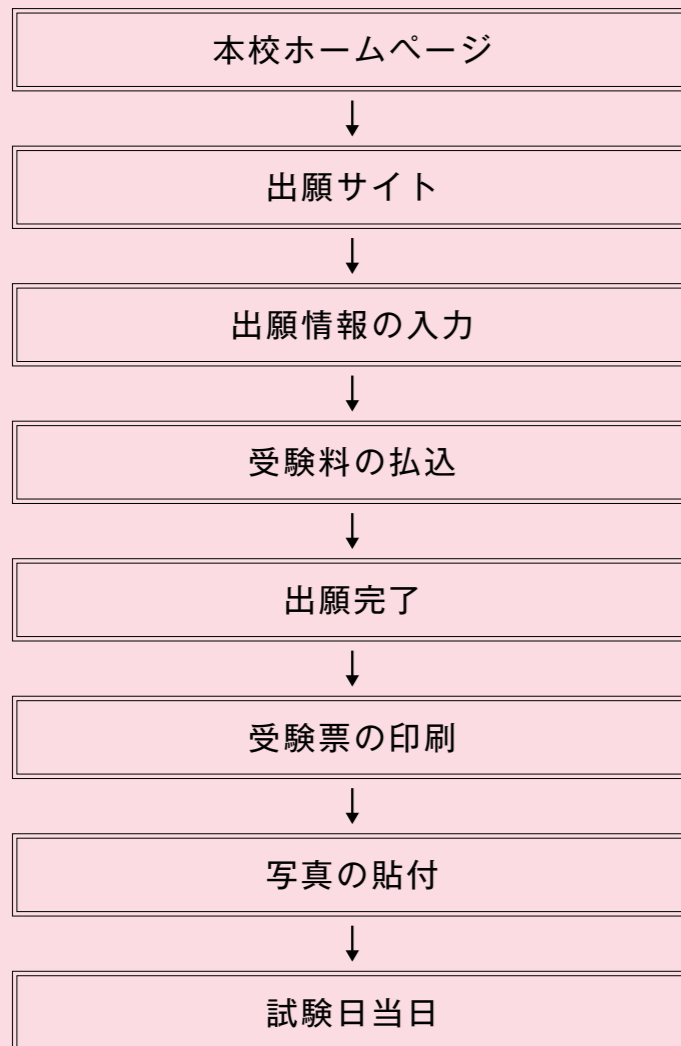 本校ホームページ
↓
出願サイト
↓
出願情報の入力
↓
受験料の払込
↓
出願完了
↓
受験票の印刷
↓
写真の貼付
↓
試験日当日